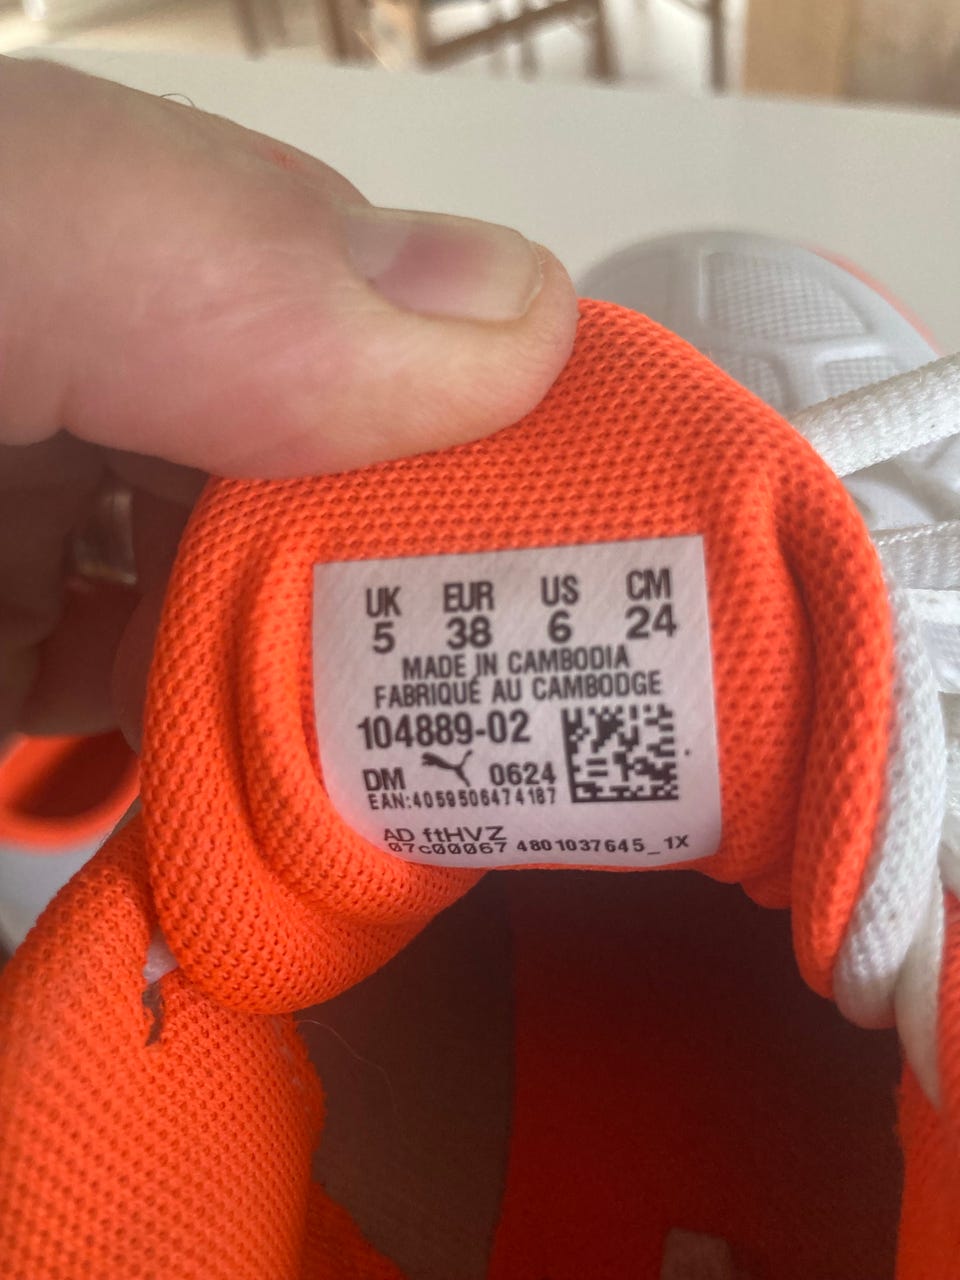 UK EUR US CM
5 38 6 24
MADE IN CAMBODIA
FABRIQUÉ AU CAMBODGE
104889-02
DM 0624
EAN:4059506474187
AD ftHVZ
07c00067 4801037645_1X